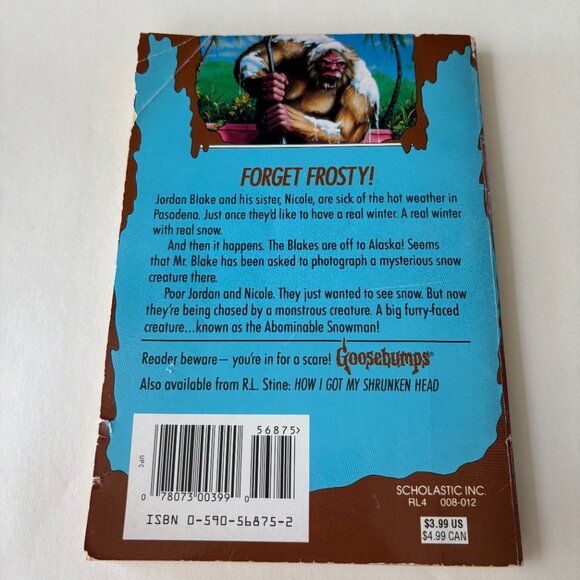 FORGET FROSTY!
Jordan Blake and his sister, Nicole, are sick of the hot weather in
Pasadena. Just once they'd like to have a real winter. A real winter
with real snow.
And then it happens. The Blakes are off to Alaska! Seems
that Mr. Blake has been asked to photograph a mysterious snow
creature there.
Poor Jordan and Nicole. They just wanted to see snow. But now
they're being chased by a monstrous creature. A big furry-faced
creature...known as the Abominable Snowman!
Reader beware—you're in for a scare! Goosebumps®
Also available from R.L. Stine: HOW I GOT MY SHRUNKEN HEAD
56875>
UPC
0 78073 00399 0
ISBN 0-590-56875-2
SCHOLASTIC INC.
RL4 008-012
$3.99 US
$4.99 CAN